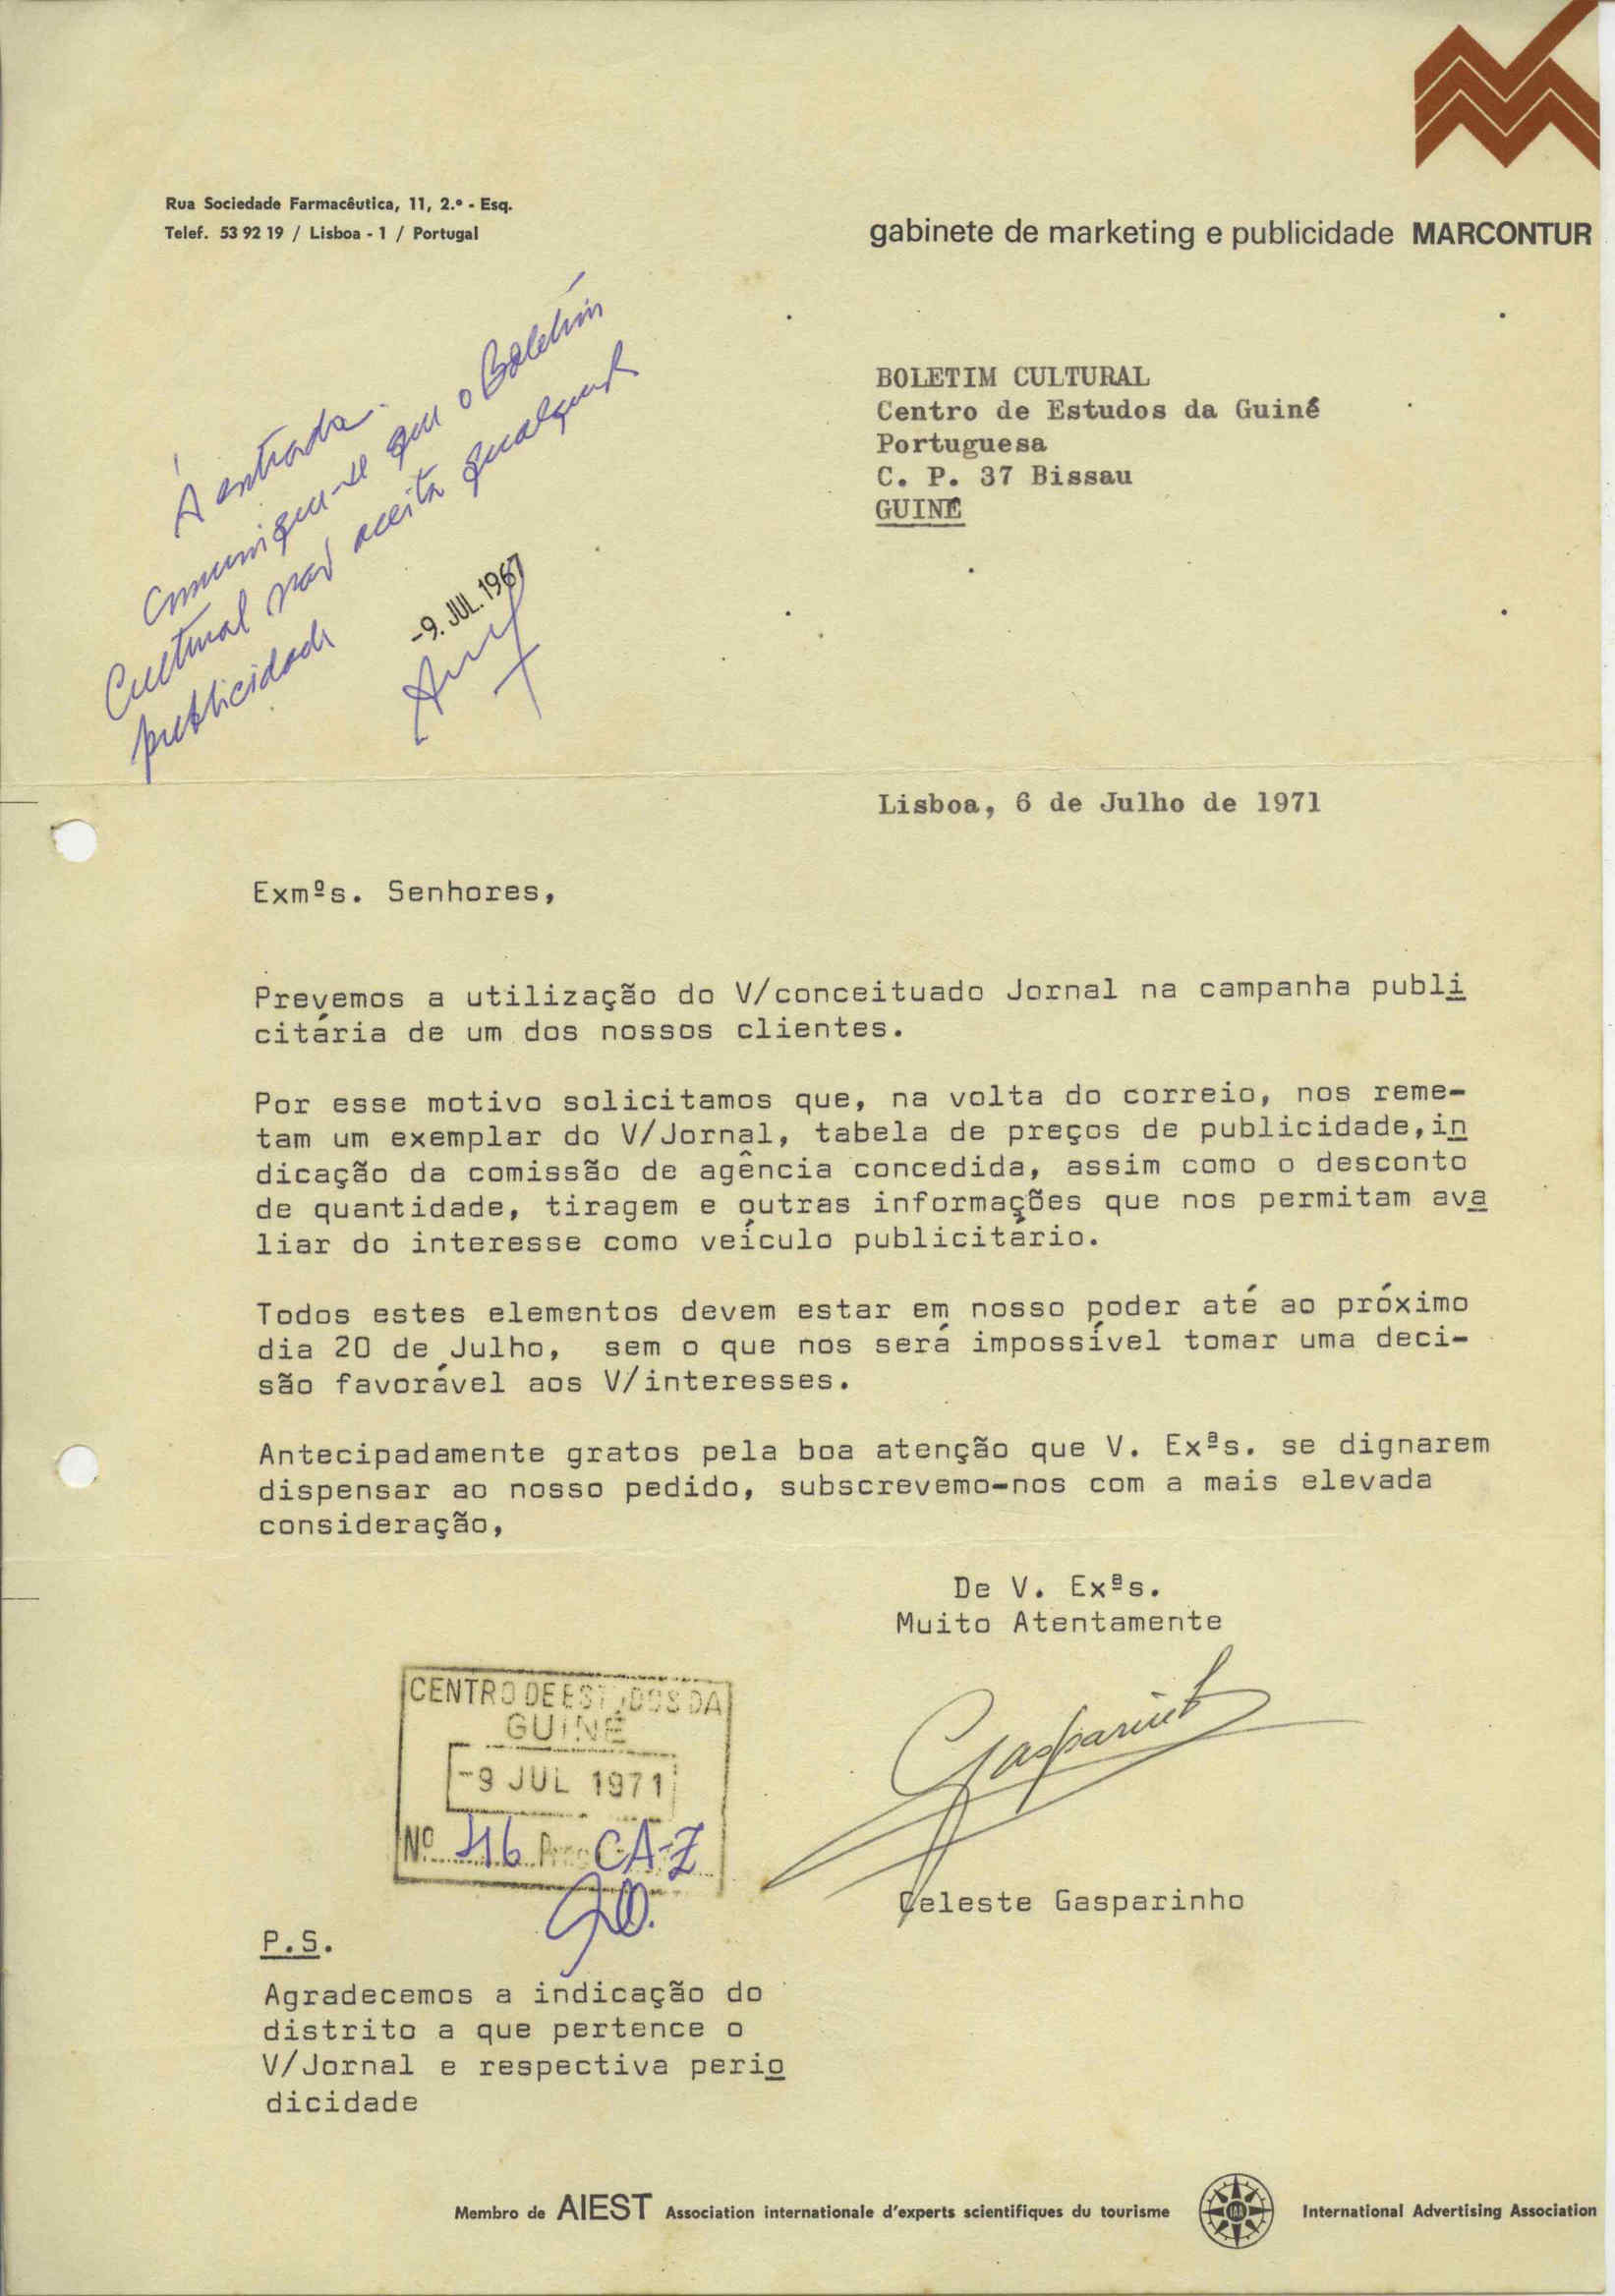 Rua Sociedade Farmacêutica, 11, 2.º - Esq.
Telef. 53 92 19 / Lisboa - 1 / Portugal
gabinete de marketing e publicidade MARCONTUR
À entrada.
Comunique-se que o Boletim
Cultural não aceita qualquer
publicidade
-9. JUL. 1967
BOLETIM CULTURAL
Centro de Estudos da Guiné
Portuguesa
C. P. 37 Bissau
GUINÉ
Lisboa, 6 de Julho de 1971
Exmºs. Senhores,
Prevemos a utilização do V/conceituado Jornal na campanha publi
citária de um dos nossos clientes.
Por esse motivo solicitamos que, na volta do correio, nos reme-
tam um exemplar do V/Jornal, tabela de preços de publicidade,in
dicação da comissão de agência concedida, assim como o desconto
de quantidade, tiragem e outras informações que nos permitam ava
liar do interesse como veículo publicitário.
Todos estes elementos devem estar em nosso poder até ao próximo
dia 20 de Julho, sem o que nos será impossível tomar uma deci-
são favorável aos V/interesses.
Antecipadamente gratos pela boa atenção que V. Exªs. se dignarem
dispensar ao nosso pedido, subscrevemo-nos com a mais elevada
consideração,
De V. Exªs.
Muito Atentamente
Gasparinho
Celeste Gasparinho
CENTRO DE ESTUDOS DA
GUINÉ
-9 JUL 1971
Nº 416 CA-Z
P.S.
Agradecemos a indicação do
distrito a que pertence o
V/Jornal e respectiva perio
dicidade
Membro de AIEST Association internationale d'experts scientifiques du tourisme
IAA
International Advertising Association